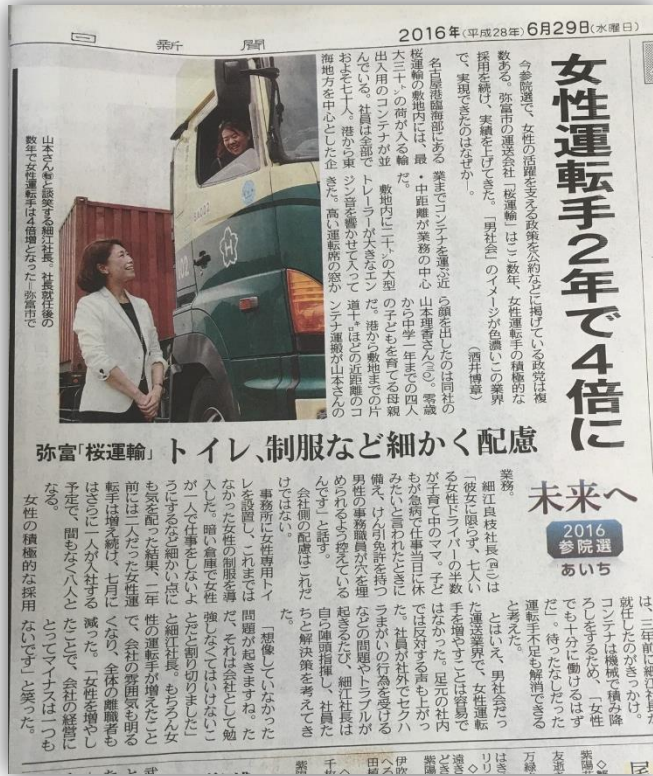 日 新 聞
2016年(平成28年)6月29日(水曜日)
女性運転手2年で4倍に
今参院選で、女性の活躍を支える政策を公約などに掲げている政党は複
数ある。弥富市の運送会社「桜運輸」はここ数年、女性運転手の積極的な
採用を続け、実績を上げてきた。「男社会」のイメージが色濃いこの業界
で、実現できたのはなぜか―。
（酒井博章）
名古屋港臨海部にある
桜運輸の敷地内には、最
大三十㌧の荷が入る輸
出入用のコンテナが並
んでいる。社員は全部で
およそ七十人。港から東
海地方を中心とした企
業までコンテナを運ぶ近
・中距離が業務の中心
だ。
敷地内に二十㌧の大型
トレーラーが大きなエン
ジン音を響かせて入って
きた。高い運転席の窓か
ら顔を出したのは同社の
山本理香さん(三〇)。零歳
から中学一年までの四人
の子どもを育てる母親
だ。港から敷地までの片
道十㌔ほどの近距離のコ
ンテナ運搬が山本さんの
山本さん㊨と談笑する細江社長。社長就任後の
数年で女性運転手は4倍増となった＝弥富市で
弥富「桜運輸」
トイレ、制服など細かく配慮
未来へ
2016
参院選
あいち
業務。
細江良枝社長(四二)は
「彼女に限らず、七人い
る女性ドライバーの半数
が子育て中のママ。子ど
もが急病で仕事当日に休
みたいと言われたときに
備え、けん引免許を持つ
男性の事務職員が穴を埋
められるよう控えている
んです」と話す。
会社側の配慮はこれだ
けではない。
事務所に女性専用トイ
レを設置し、これまでは
なかった女性の制服を導
入した。暗い倉庫で女性
が一人で仕事をしないよ
うにするなど細かい点に
も気を配った結果、二年
前には二人だった女性運
転手は増え続け、七月に
はさらに一人が入社する
予定で、間もなく八人と
なる。
女性の積極的な採用
は、三年前に細江社長が
就任したのがきっかけ。
コンテナは機械で積み降
ろしをするため、「女性
でも十分に働けるはず
だ」。待ったなしだった
運転手不足も解消できる
と考えた。
とはいえ、男社会だっ
た運送業界で、女性運転
手を増やすことは容易で
はなかった。足元の社内
では反対する声も上がっ
た。社員が社外でセクハ
ラまがいの行為を受ける
などの問題やトラブルが
起きるたび、細江社長は
自ら陣頭指揮し、社員た
ちと解決策を考えてき
た。
「想像していなかった
問題が起きますね。た
だ、それは会社として勉
強しなくてはいけないこ
とだと割り切りました」
と細江社長。もちろん女
性の運転手が増えたこと
で、会社の雰囲気も明る
くなり、全体の離職者も
減った。「女性を増やし
たことで、会社の経営に
とってマイナスは一つも
ないです」と笑った。